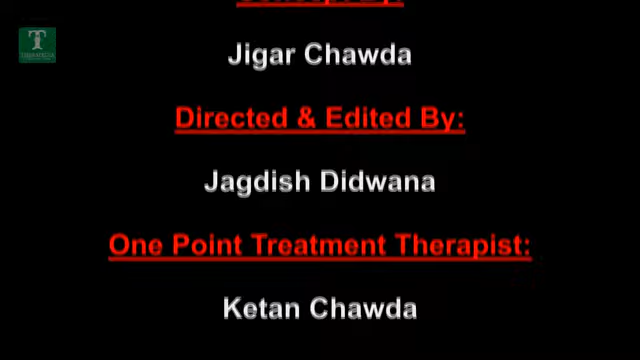 Jigar Chawda
Directed & Edited By:
Jagdish Didwana
One Point Treatment Therapist:
Ketan Chawda